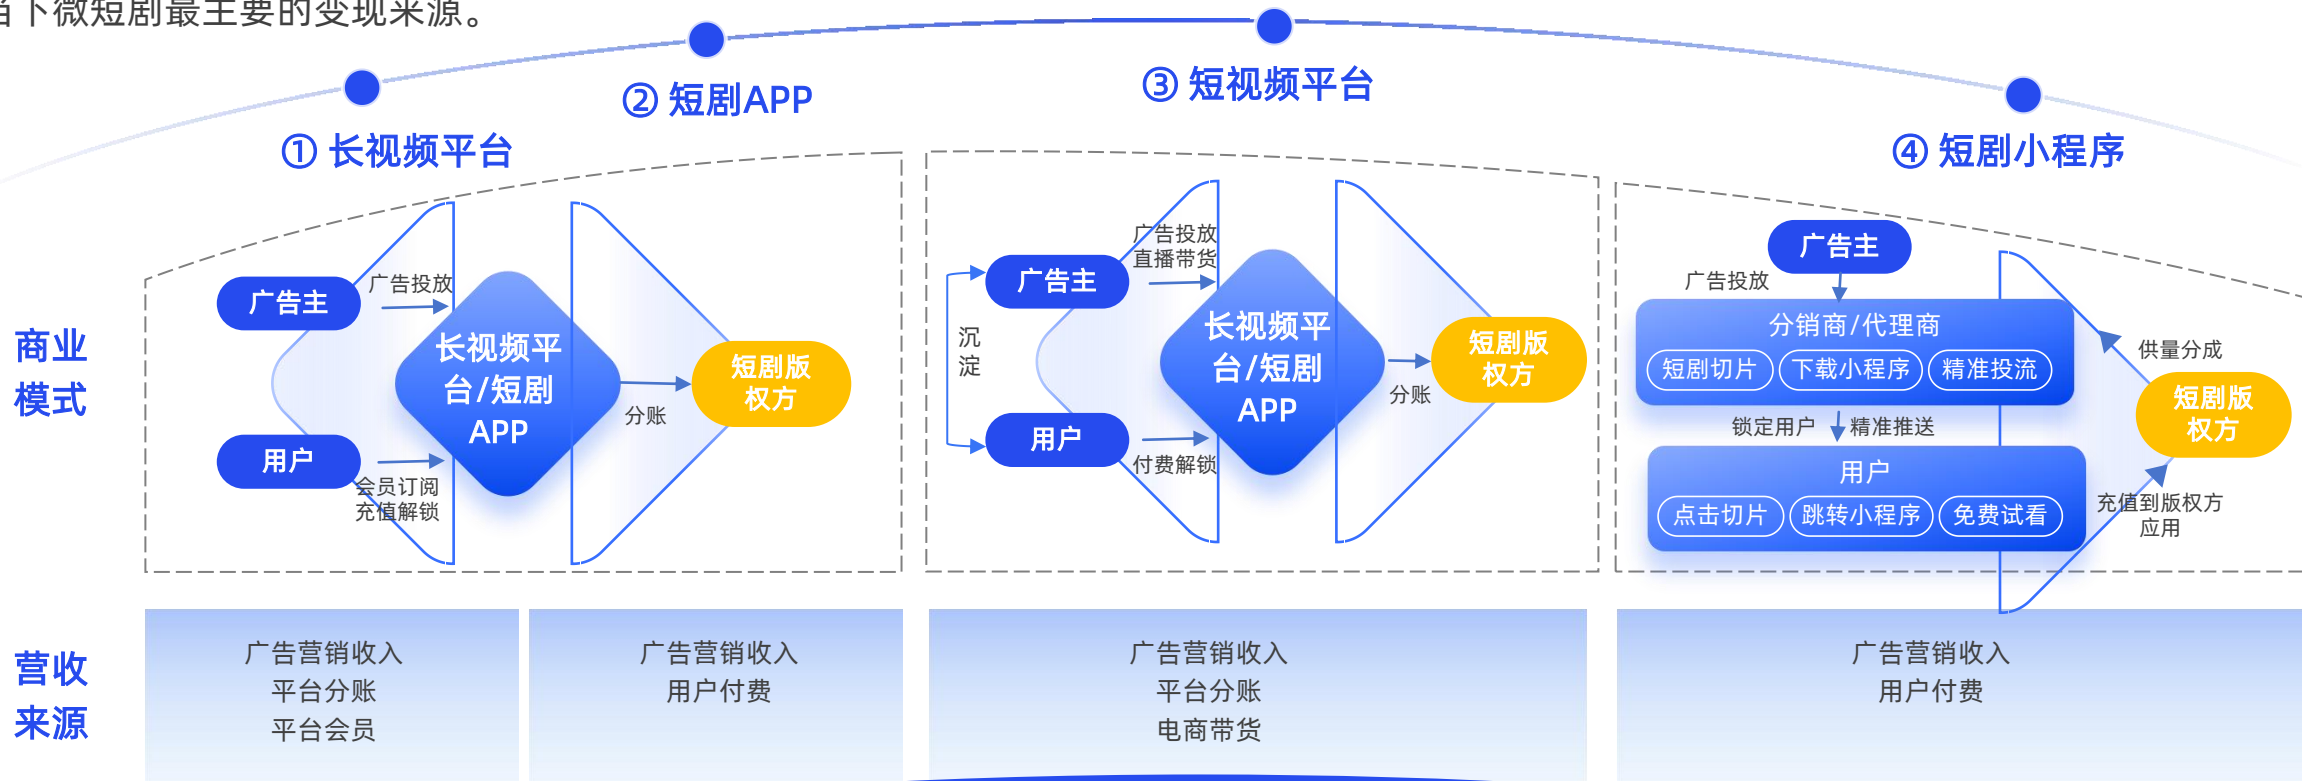 当下微短剧最主要的变现来源。
① 长视频平台
② 短剧APP
③ 短视频平台
④ 短剧小程序
商业
模式
广告主
广告投放
长视频平
台/短剧
APP
短剧版
权方
分账
用户
会员订阅
充值解锁
广告主
广告投放
直播带货
沉
淀
长视频平
台/短剧
APP
短剧版
权方
分账
用户
付费解锁
广告主
广告投放
分销商/代理商
短剧切片 下载小程序 精准投流
供量分成
短剧版
权方
锁定用户 精准推送
用户
点击切片 跳转小程序 免费试看
充值到版权方
应用
营收
来源
广告营销收入
平台分账
平台会员
广告营销收入
用户付费
广告营销收入
平台分账
电商带货
广告营销收入
用户付费